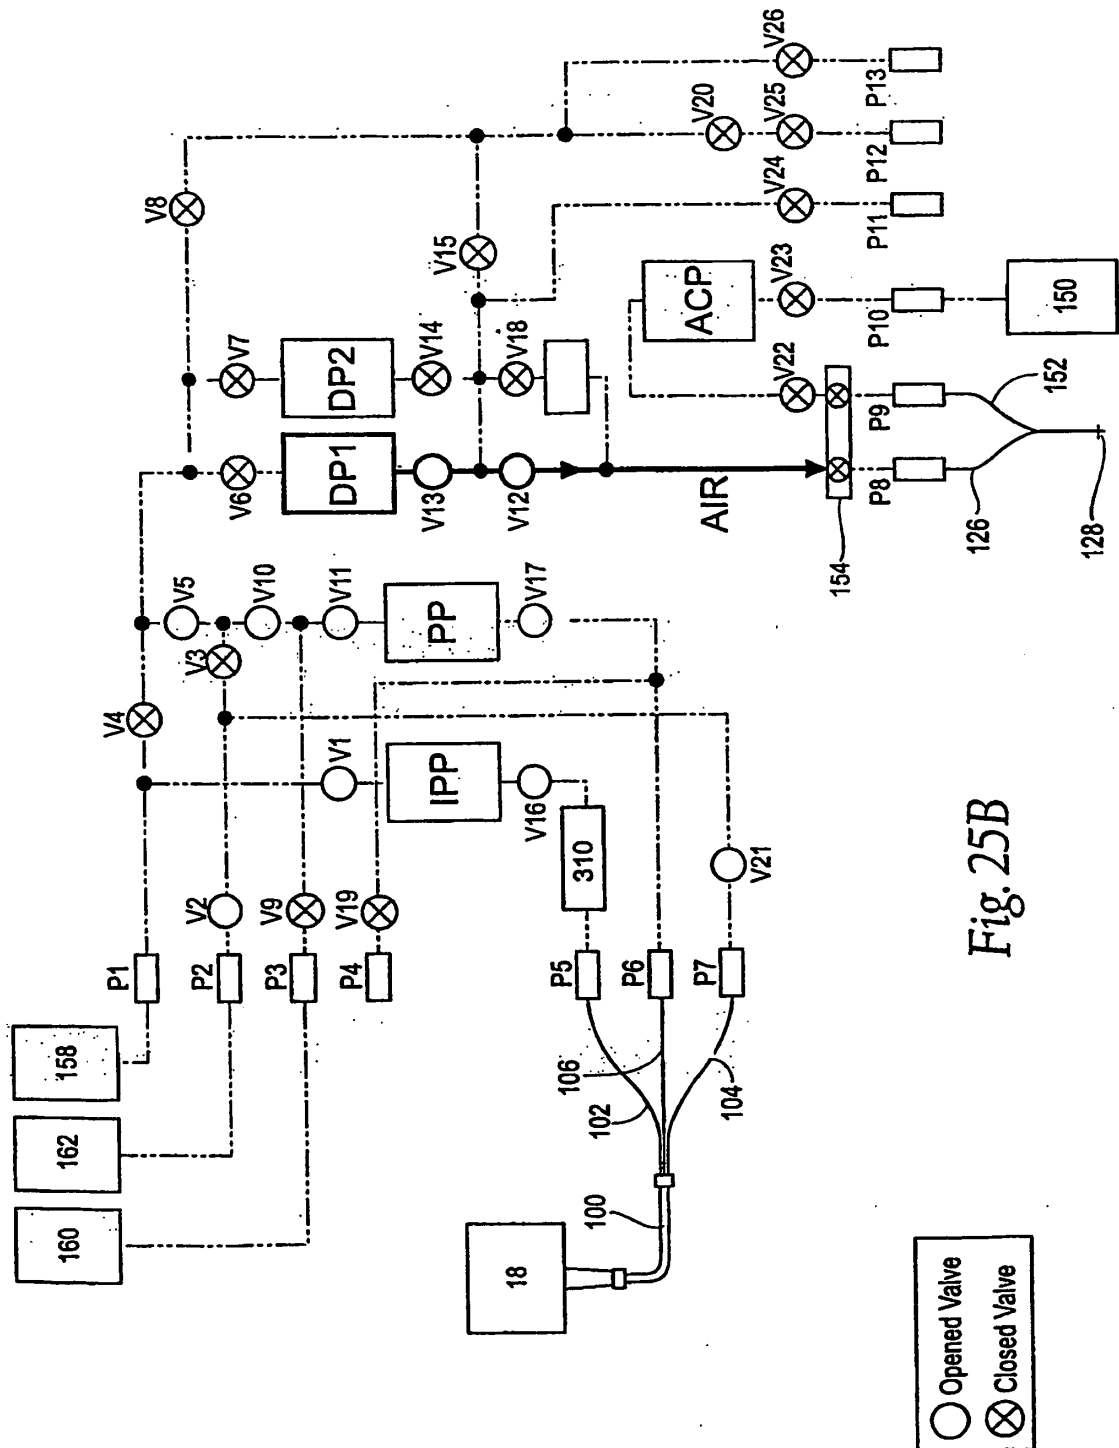 160
162
158
P1
P2
P3
P4
V2
V9
V19
V4
V3
V5
V10
V11
V1
IPP
PP
V16
V17
310
P5
P6
P7
V21
102
106
104
100
18
V8
V6
V7
DP1
DP2
V13
V14
V15
V12
V18
AIR
ACP
V20
V22
V23
V24
V25
V26
154
P8
P9
P10
P11
P12
P13
126
152
128
150
Opened Valve
Closed Valve
Fig. 25B